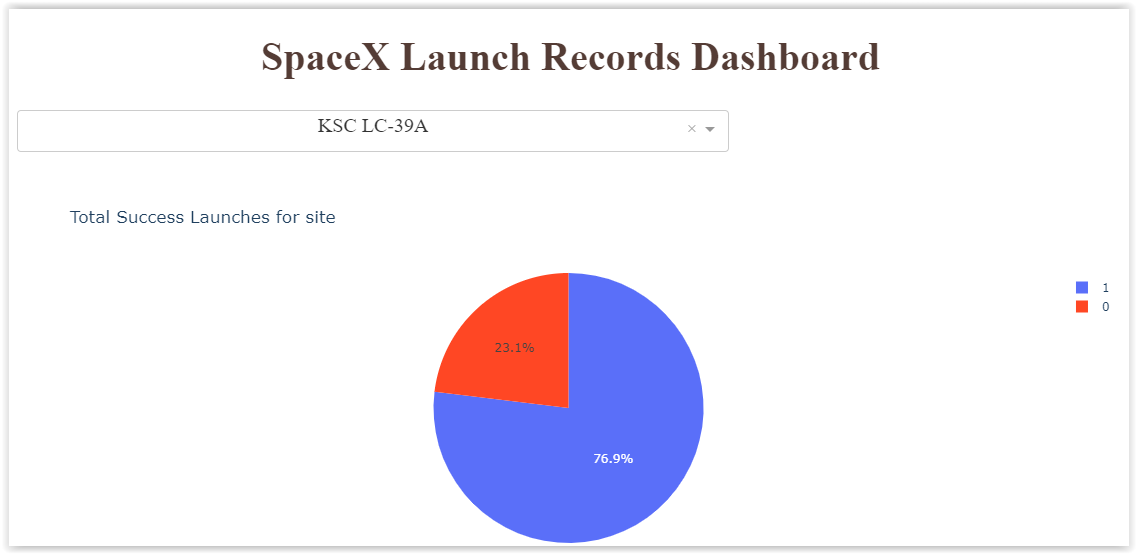 SpaceX Launch Records Dashboard
KSC LC-39A
×
Total Success Launches for site
1
0
23.1%
76.9%